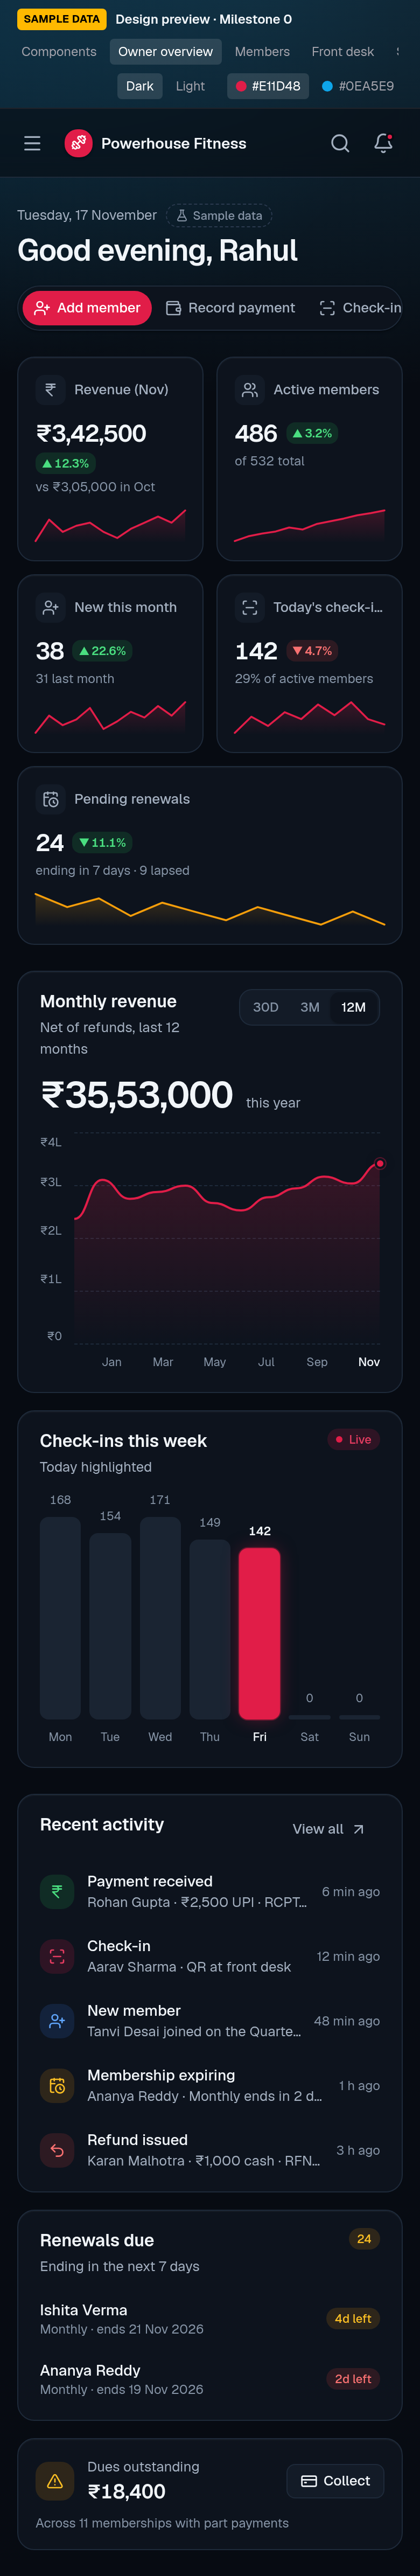 SAMPLE DATA Design preview · Milestone 0
Components Owner overview Members Front desk
Dark Light #E11D48 #0EA5E9
Powerhouse Fitness
Tuesday, 17 November Sample data
Good evening, Rahul
Add member Record payment Check-in
Revenue (Nov)
₹3,42,500
▲ 12.3%
vs ₹3,05,000 in Oct
Active members
486 ▲ 3.2%
of 532 total
New this month
38 ▲ 22.6%
31 last month
Today's check-i...
142 ▼ 4.7%
29% of active members
Pending renewals
24 ▼ 11.1%
ending in 7 days · 9 lapsed
Monthly revenue
Net of refunds, last 12
months
30D 3M 12M
₹35,53,000 this year
₹4L
₹3L
₹2L
₹1L
₹0
Jan Mar May Jul Sep Nov
Check-ins this week
Live
Today highlighted
168 154 171 149 142 0 0
Mon Tue Wed Thu Fri Sat Sun
Recent activity
View all
Payment received
Rohan Gupta · ₹2,500 UPI · RCPT...
6 min ago
Check-in
Aarav Sharma · QR at front desk
12 min ago
New member
Tanvi Desai joined on the Quarte...
48 min ago
Membership expiring
Ananya Reddy · Monthly ends in 2 d...
1 h ago
Refund issued
Karan Malhotra · ₹1,000 cash · RFN...
3 h ago
Renewals due
24
Ending in the next 7 days
Ishita Verma
Monthly · ends 21 Nov 2026
4d left
Ananya Reddy
Monthly · ends 19 Nov 2026
2d left
Dues outstanding
₹18,400
Collect
Across 11 memberships with part payments